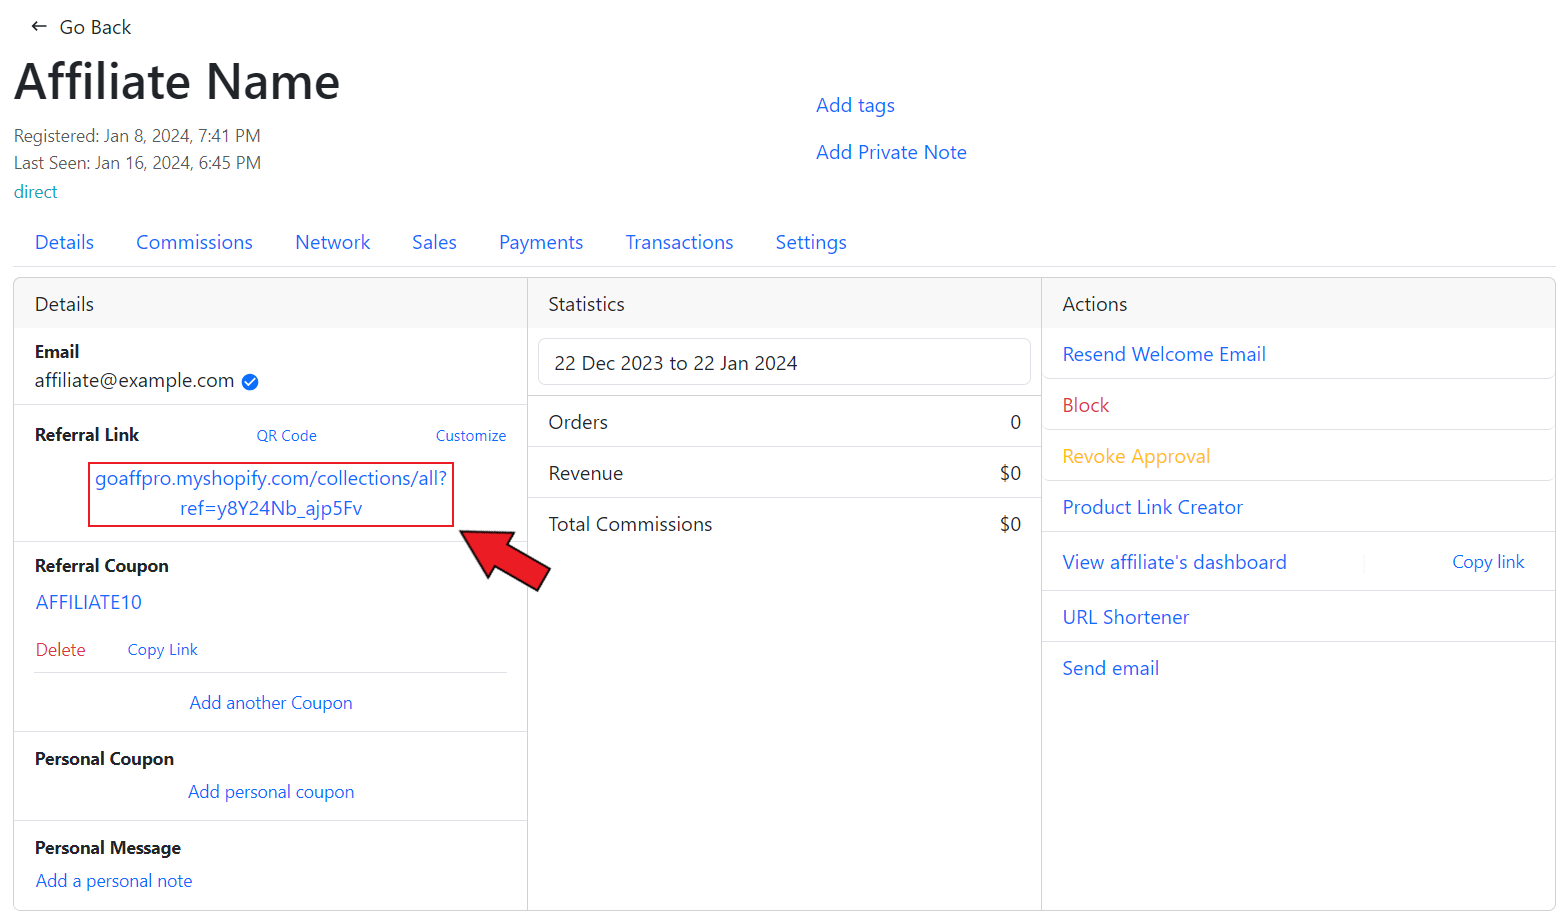 ← Go Back
Affiliate Name
Registered: Jan 8, 2024, 7:41 PM
Last Seen: Jan 16, 2024, 6:45 PM
direct
Add tags
Add Private Note
Details Commissions Network Sales Payments Transactions Settings
Details
Email
affiliate@example.com
Referral Link QR Code Customize
goaffpro.myshopify.com/collections/all?
ref=y8Y24Nb_ajp5Fv
Referral Coupon
AFFILIATE10
Delete Copy Link
Add another Coupon
Personal Coupon
Add personal coupon
Personal Message
Add a personal note
Statistics
22 Dec 2023 to 22 Jan 2024
Orders 0
Revenue $0
Total Commissions $0
Actions
Resend Welcome Email
Block
Revoke Approval
Product Link Creator
View affiliate's dashboard Copy link
URL Shortener
Send email